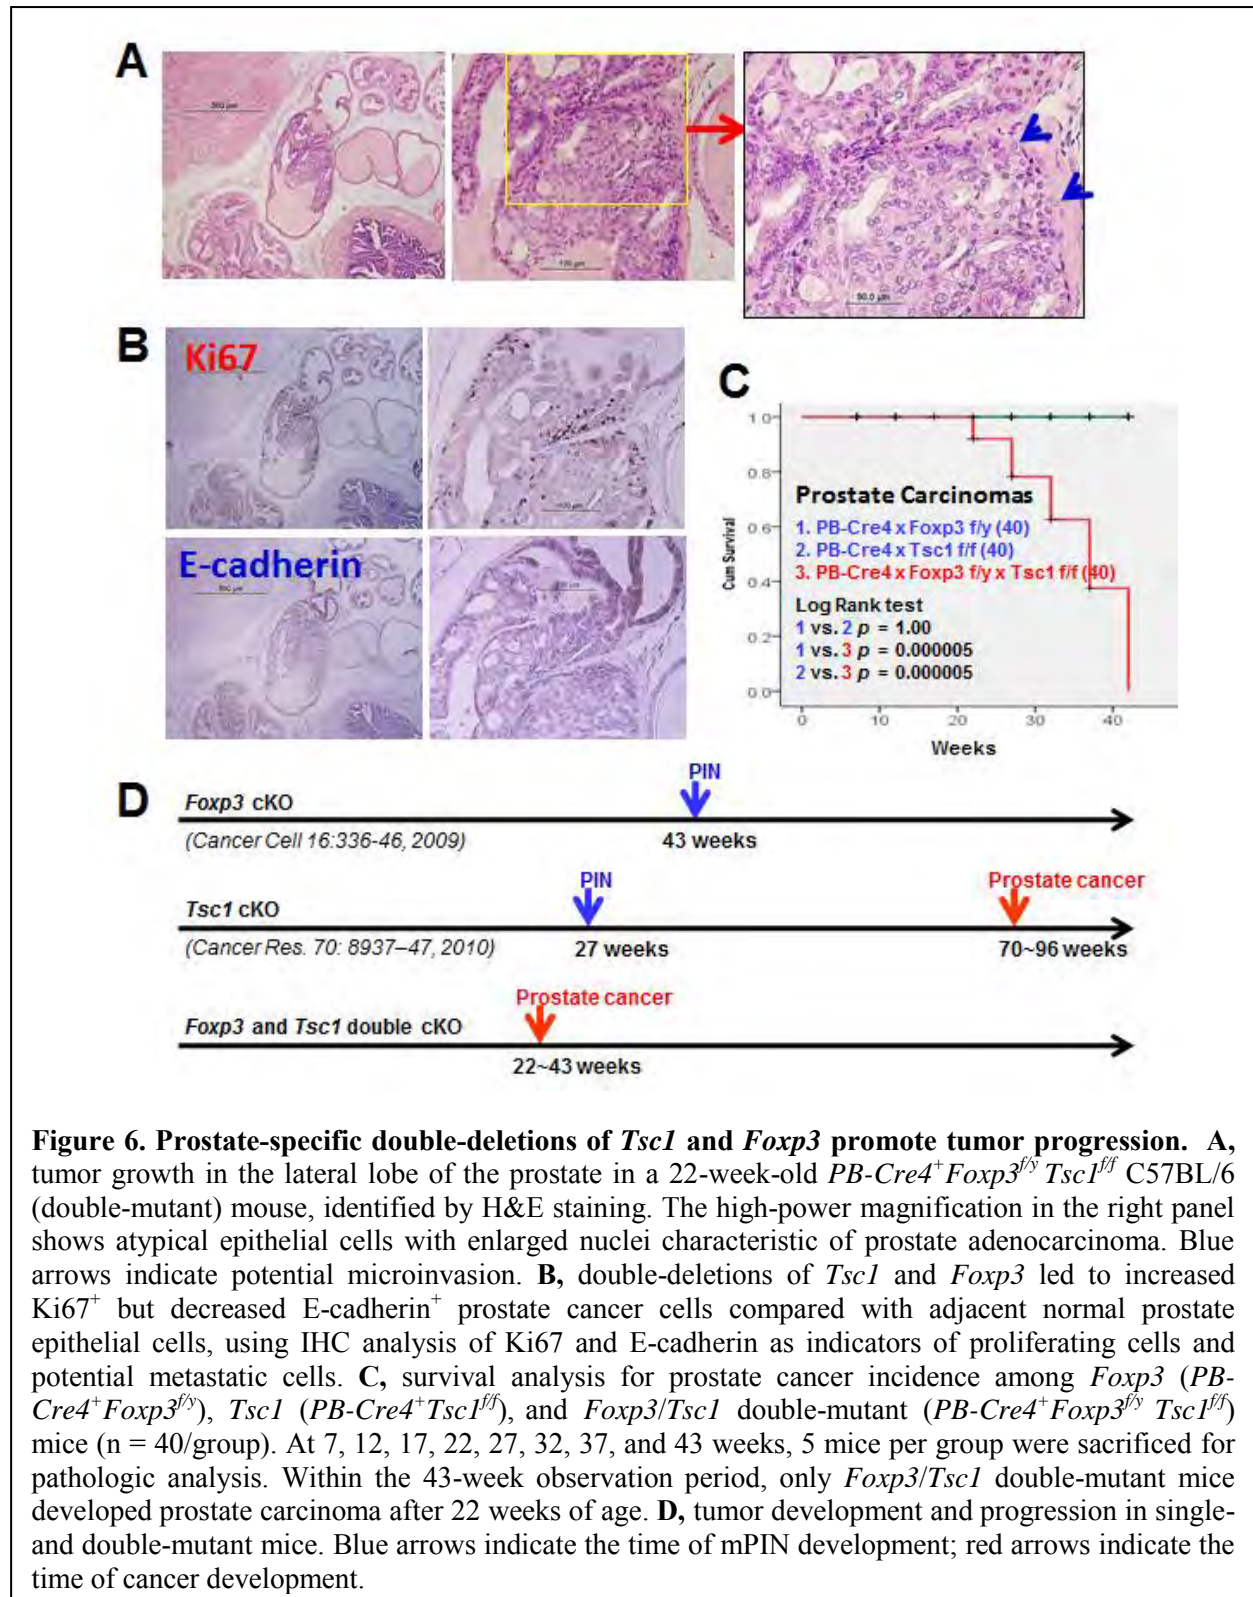 A
500 µm
100 µm
50.0 µm
B
Ki67
E-cadherin
C
1.0
0.8
0.6
0.4
0.2
0.0
Cum Survival
Prostate Carcinomas
1. PB-Cre4 x Foxp3 f/y (40)
2. PB-Cre4 x Tsc1 f/f (40)
3. PB-Cre4 x Foxp3 f/y x Tsc1 f/f (40)
Log Rank test
1 vs. 2 p = 1.00
1 vs. 3 p = 0.000005
2 vs. 3 p = 0.000005
0 10 20 30 40
Weeks
D
PIN
Foxp3 cKO
(Cancer Cell 16:336-46, 2009)
43 weeks
PIN
Prostate cancer
Tsc1 cKO
(Cancer Res. 70: 8937–47, 2010)
27 weeks
70~96 weeks
Prostate cancer
Foxp3 and Tsc1 double cKO
22~43 weeks
Figure 6. Prostate-specific double-deletions of Tsc1 and Foxp3 promote tumor progression. A,
tumor growth in the lateral lobe of the prostate in a 22-week-old PB-Cre4+Foxp3f/y Tsc1f/f C57BL/6
(double-mutant) mouse, identified by H&E staining. The high-power magnification in the right panel
shows atypical epithelial cells with enlarged nuclei characteristic of prostate adenocarcinoma. Blue
arrows indicate potential microinvasion. B, double-deletions of Tsc1 and Foxp3 led to increased
Ki67+ but decreased E-cadherin+ prostate cancer cells compared with adjacent normal prostate
epithelial cells, using IHC analysis of Ki67 and E-cadherin as indicators of proliferating cells and
potential metastatic cells. C, survival analysis for prostate cancer incidence among Foxp3 (PB-
Cre4+Foxp3f/y), Tsc1 (PB-Cre4+Tsc1f/f), and Foxp3/Tsc1 double-mutant (PB-Cre4+Foxp3f/y Tsc1f/f)
mice (n = 40/group). At 7, 12, 17, 22, 27, 32, 37, and 43 weeks, 5 mice per group were sacrificed for
pathologic analysis. Within the 43-week observation period, only Foxp3/Tsc1 double-mutant mice
developed prostate carcinoma after 22 weeks of age. D, tumor development and progression in single-
and double-mutant mice. Blue arrows indicate the time of mPIN development; red arrows indicate the
time of cancer development.